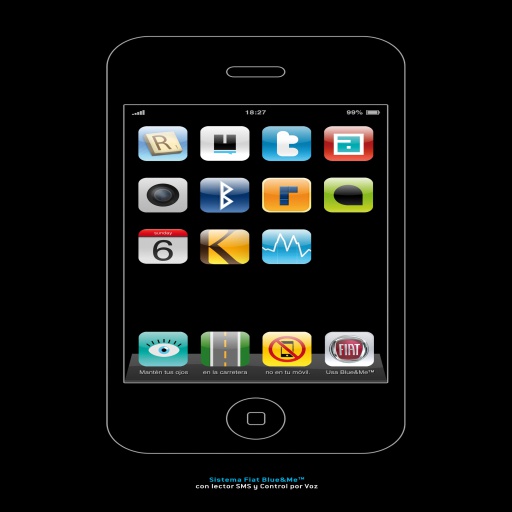 18:27 99%
R t a
r
sunday
6 K
FIAT
Mantén tus ojos en la carretera no en tu móvil. Usa Blue&Me™
Sistema Fiat Blue&Me™
con lector SMS y Control por Voz